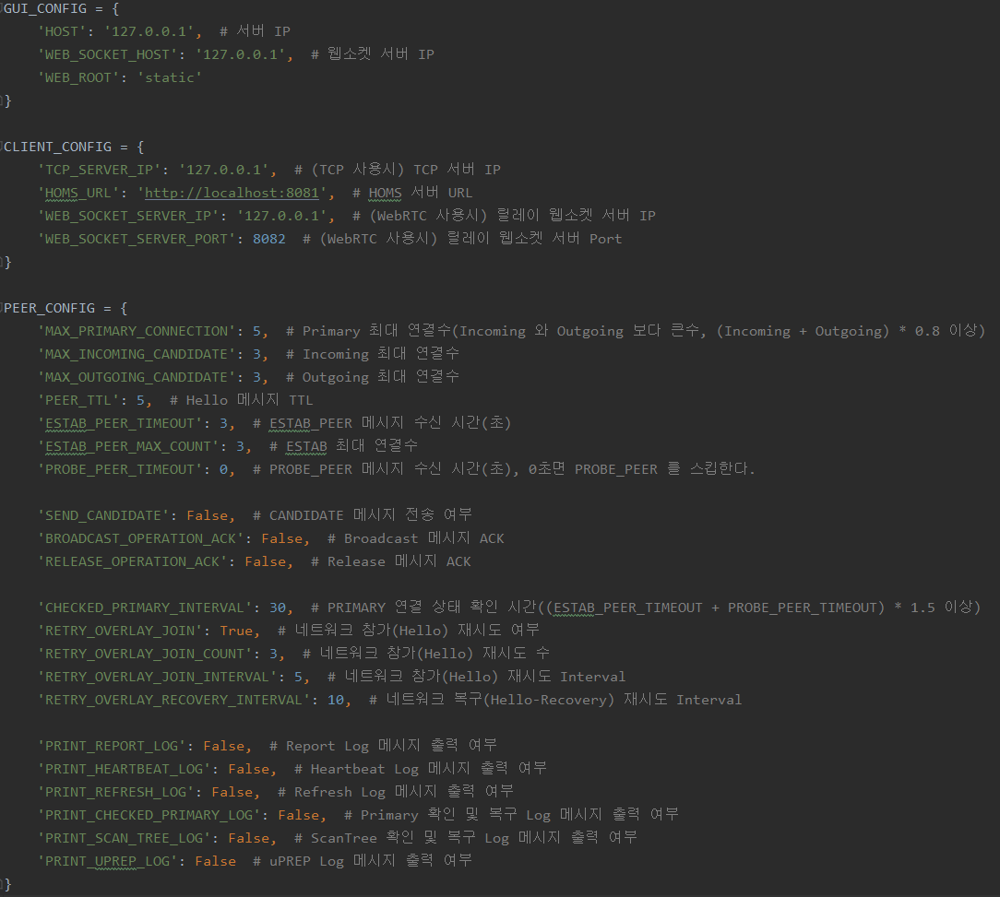 GUI_CONFIG = {
    'HOST': '127.0.0.1',  # 서버 IP
    'WEB_SOCKET_HOST': '127.0.0.1',  # 웹소켓 서버 IP
    'WEB_ROOT': 'static'
}

CLIENT_CONFIG = {
    'TCP_SERVER_IP': '127.0.0.1',  # (TCP 사용시) TCP 서버 IP
    'HOMS_URL': 'http://localhost:8081',  # HOMS 서버 URL
    'WEB_SOCKET_SERVER_IP': '127.0.0.1',  # (WebRTC 사용시) 릴레이 웹소켓 서버 IP
    'WEB_SOCKET_SERVER_PORT': 8082  # (WebRTC 사용시) 릴레이 웹소켓 서버 Port
}

PEER_CONFIG = {
    'MAX_PRIMARY_CONNECTION': 5,  # Primary 최대 연결수(Incoming 와 Outgoing 보다 큰수, (Incoming + Outgoing) * 0.8 이상)
    'MAX_INCOMING_CANDIDATE': 3,  # Incoming 최대 연결수
    'MAX_OUTGOING_CANDIDATE': 3,  # Outgoing 최대 연결수
    'PEER_TTL': 5,  # Hello 메시지 TTL
    'ESTAB_PEER_TIMEOUT': 3,  # ESTAB_PEER 메시지 수신 시간(초)
    'ESTAB_PEER_MAX_COUNT': 3,  # ESTAB 최대 연결수
    'PROBE_PEER_TIMEOUT': 0,  # PROBE_PEER 메시지 수신 시간(초), 0초면 PROBE_PEER 를 스킵한다.

    'SEND_CANDIDATE': False,  # CANDIDATE 메시지 전송 여부
    'BROADCAST_OPERATION_ACK': False,  # Broadcast 메시지 ACK
    'RELEASE_OPERATION_ACK': False,  # Release 메시지 ACK

    'CHECKED_PRIMARY_INTERVAL': 30,  # PRIMARY 연결 상태 확인 시간((ESTAB_PEER_TIMEOUT + PROBE_PEER_TIMEOUT) * 1.5 이상)
    'RETRY_OVERLAY_JOIN': True,  # 네트워크 참가(Hello) 재시도 여부
    'RETRY_OVERLAY_JOIN_COUNT': 3,  # 네트워크 참가(Hello) 재시도 수
    'RETRY_OVERLAY_JOIN_INTERVAL': 5,  # 네트워크 참가(Hello) 재시도 Interval
    'RETRY_OVERLAY_RECOVERY_INTERVAL': 10,  # 네트워크 복구(Hello-Recovery) 재시도 Interval

    'PRINT_REPORT_LOG': False,  # Report Log 메시지 출력 여부
    'PRINT_HEARTBEAT_LOG': False,  # Heartbeat Log 메시지 출력 여부
    'PRINT_REFRESH_LOG': False,  # Refresh Log 메시지 출력 여부
    'PRINT_CHECKED_PRIMARY_LOG': False,  # Primary 확인 및 복구 Log 메시지 출력 여부
    'PRINT_SCAN_TREE_LOG': False,  # ScanTree 확인 및 복구 Log 메시지 출력 여부
    'PRINT_UPREP_LOG': False  # uPREP Log 메시지 출력 여부
}